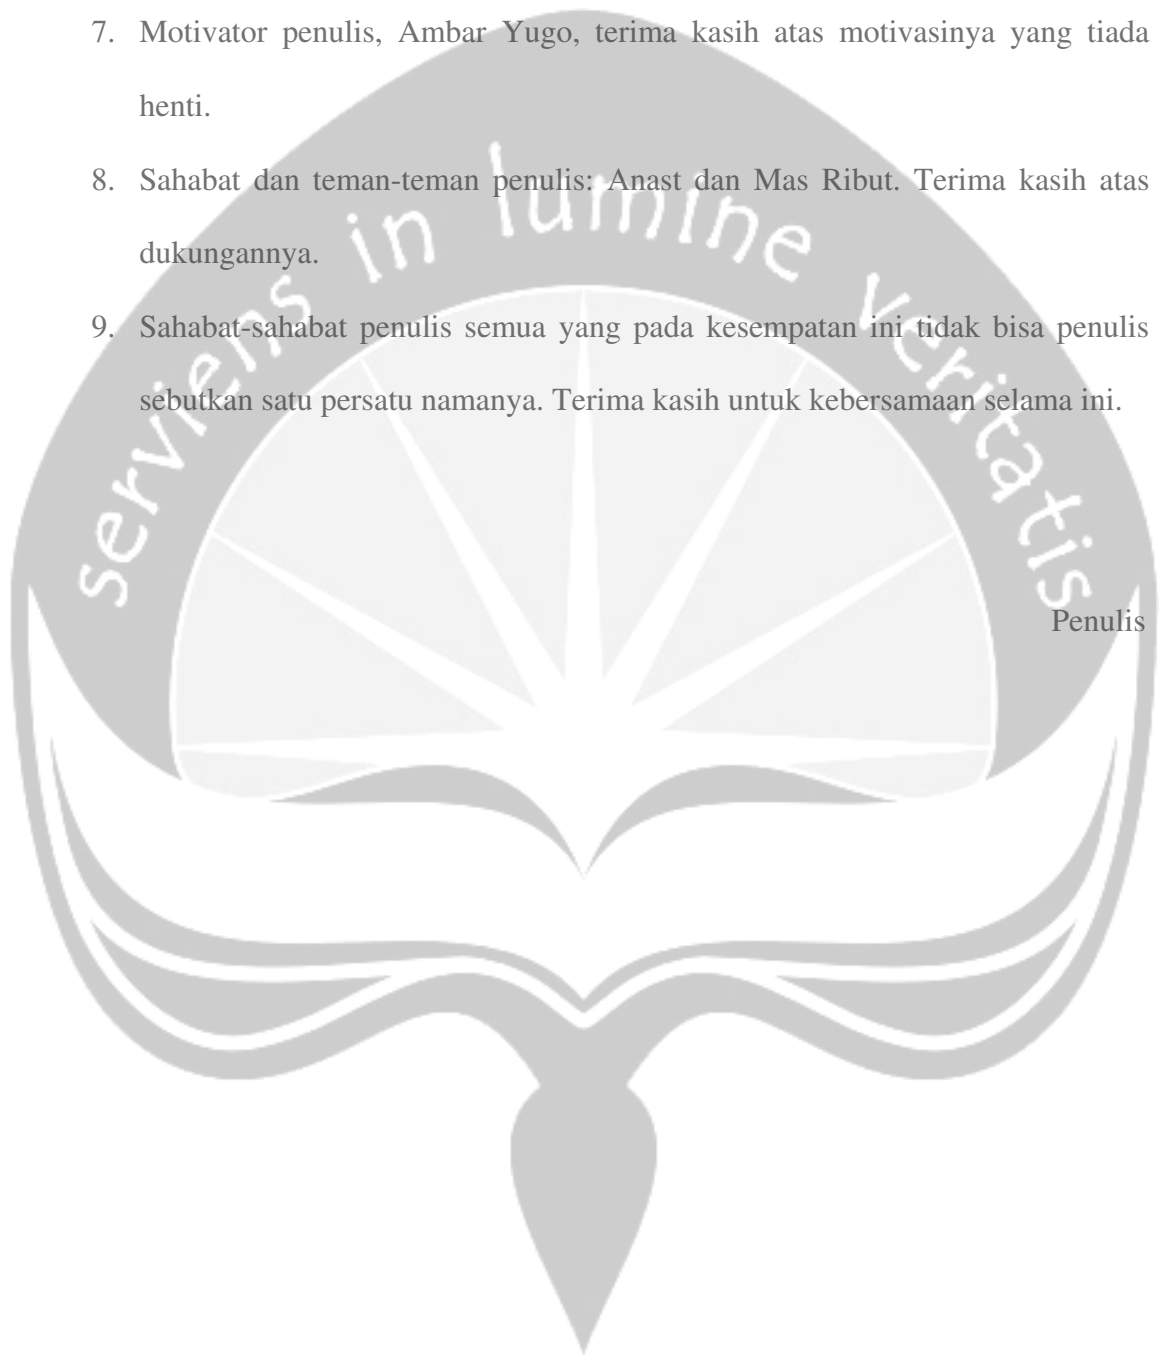 7. Motivator penulis, Ambar Yugo, terima kasih atas motivasinya yang tiada
henti.
8. Sahabat dan teman-teman penulis: Anast dan Mas Ribut. Terima kasih atas
dukungannya.
9. Sahabat-sahabat penulis semua yang pada kesempatan ini tidak bisa penulis
sebutkan satu persatu namanya. Terima kasih untuk kebersamaan selama ini.
serviens in lumine veritatis
Penulis